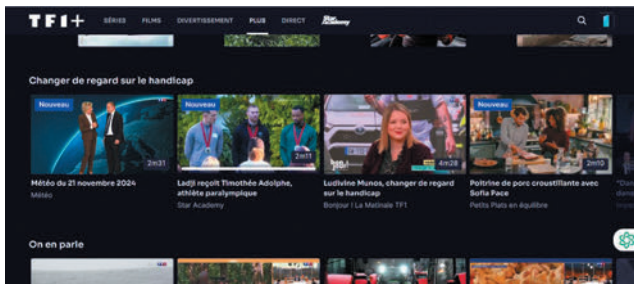 TF1+ SÉRIES FILMS DIVERTISSEMENT PLUS DIRECT Star Academy
Changer de regard sur le handicap
Nouveau
2m31
Météo du 21 novembre 2024
Météo
Nouveau
2m11
Ladji reçoit Timothée Adolphe,
athlète paralympique
Star Academy
4m28
Ludivine Munos, changer de regard
sur le handicap
Bonjour ! La Matinale TF1
Nouveau
2m10
Poitrine de porc croustillante avec
Sofia Pace
Petits Plats en équilibre
On en parle